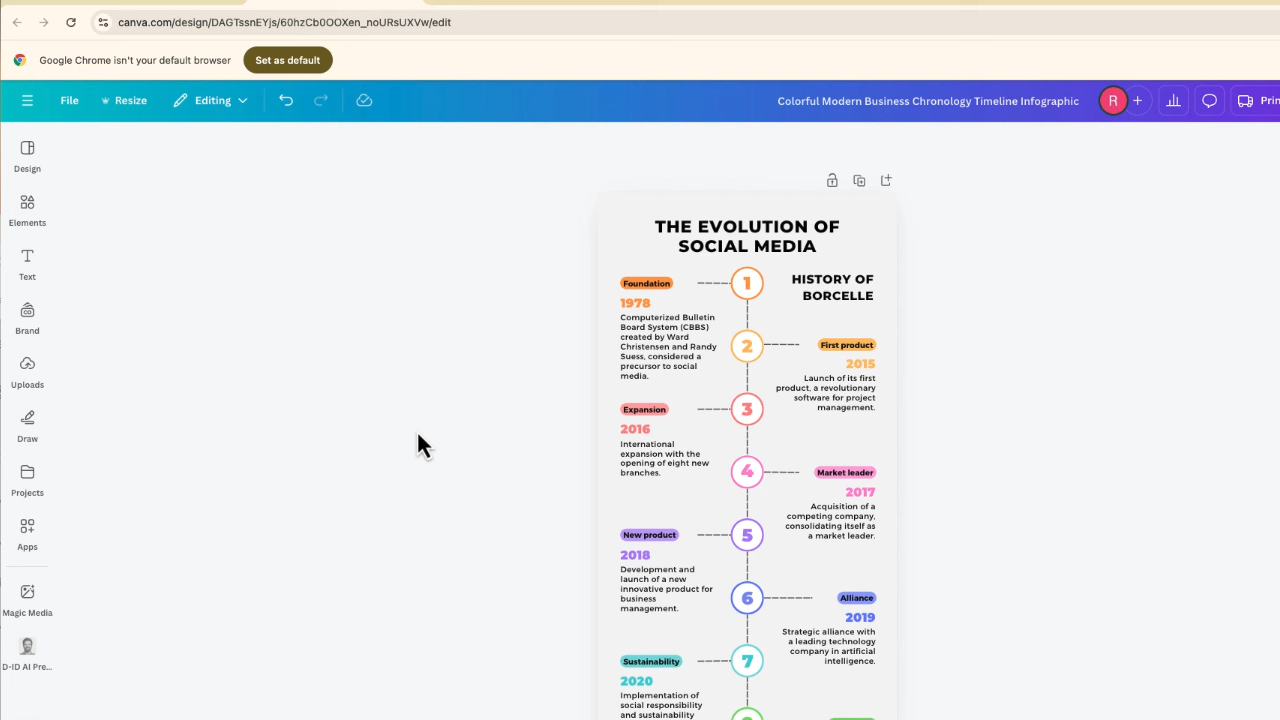 canva.com/design/DAGTssnEYjs/60hzCb0OOXen_noURsUXVw/edit
Google Chrome isn't your default browser
Set as default
File
Resize
Editing
Colorful Modern Business Chronology Timeline Infographic
R
Design
Elements
Text
Brand
Uploads
Draw
Projects
Apps
Magic Media
D-ID AI Pre...
THE EVOLUTION OF
SOCIAL MEDIA
HISTORY OF
BORCELLE
Foundation
1
1978
Computerized Bulletin
Board System (CBBS)
created by Ward
Christensen and Randy
Suess, considered a
precursor to social
media.
2
First product
2015
Launch of its first
product, a revolutionary
software for project
management.
Expansion
3
2016
International
expansion with the
opening of eight new
branches.
4
Market leader
2017
Acquisition of a
competing company,
consolidating itself as
a market leader.
New product
5
2018
Development and
launch of a new
innovative product for
business
management.
6
Alliance
2019
Strategic alliance with
a leading technology
company in artificial
intelligence.
Sustainability
7
2020
Implementation of
social responsibility
and sustainability